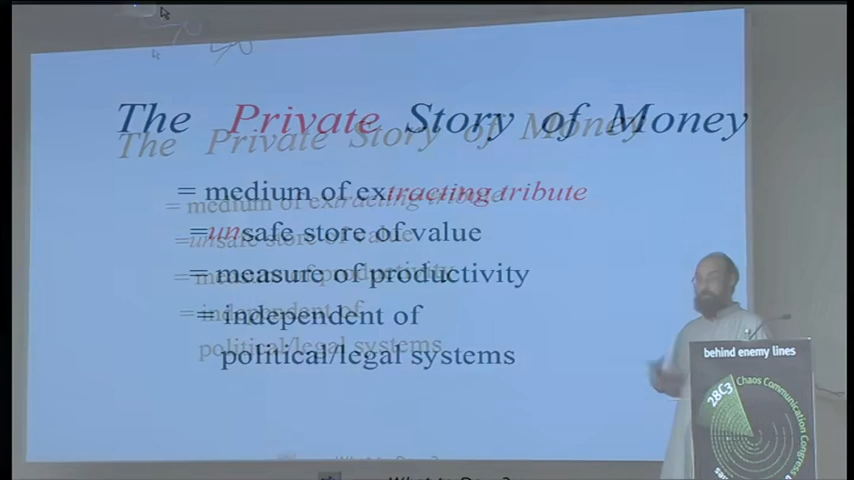 The Private Story of Money
= medium of extracting tribute
=unsafe store of value
= measure of productivity
= independent of
political/legal systems
behind enemy lines
28C3
Chaos Communication Congress